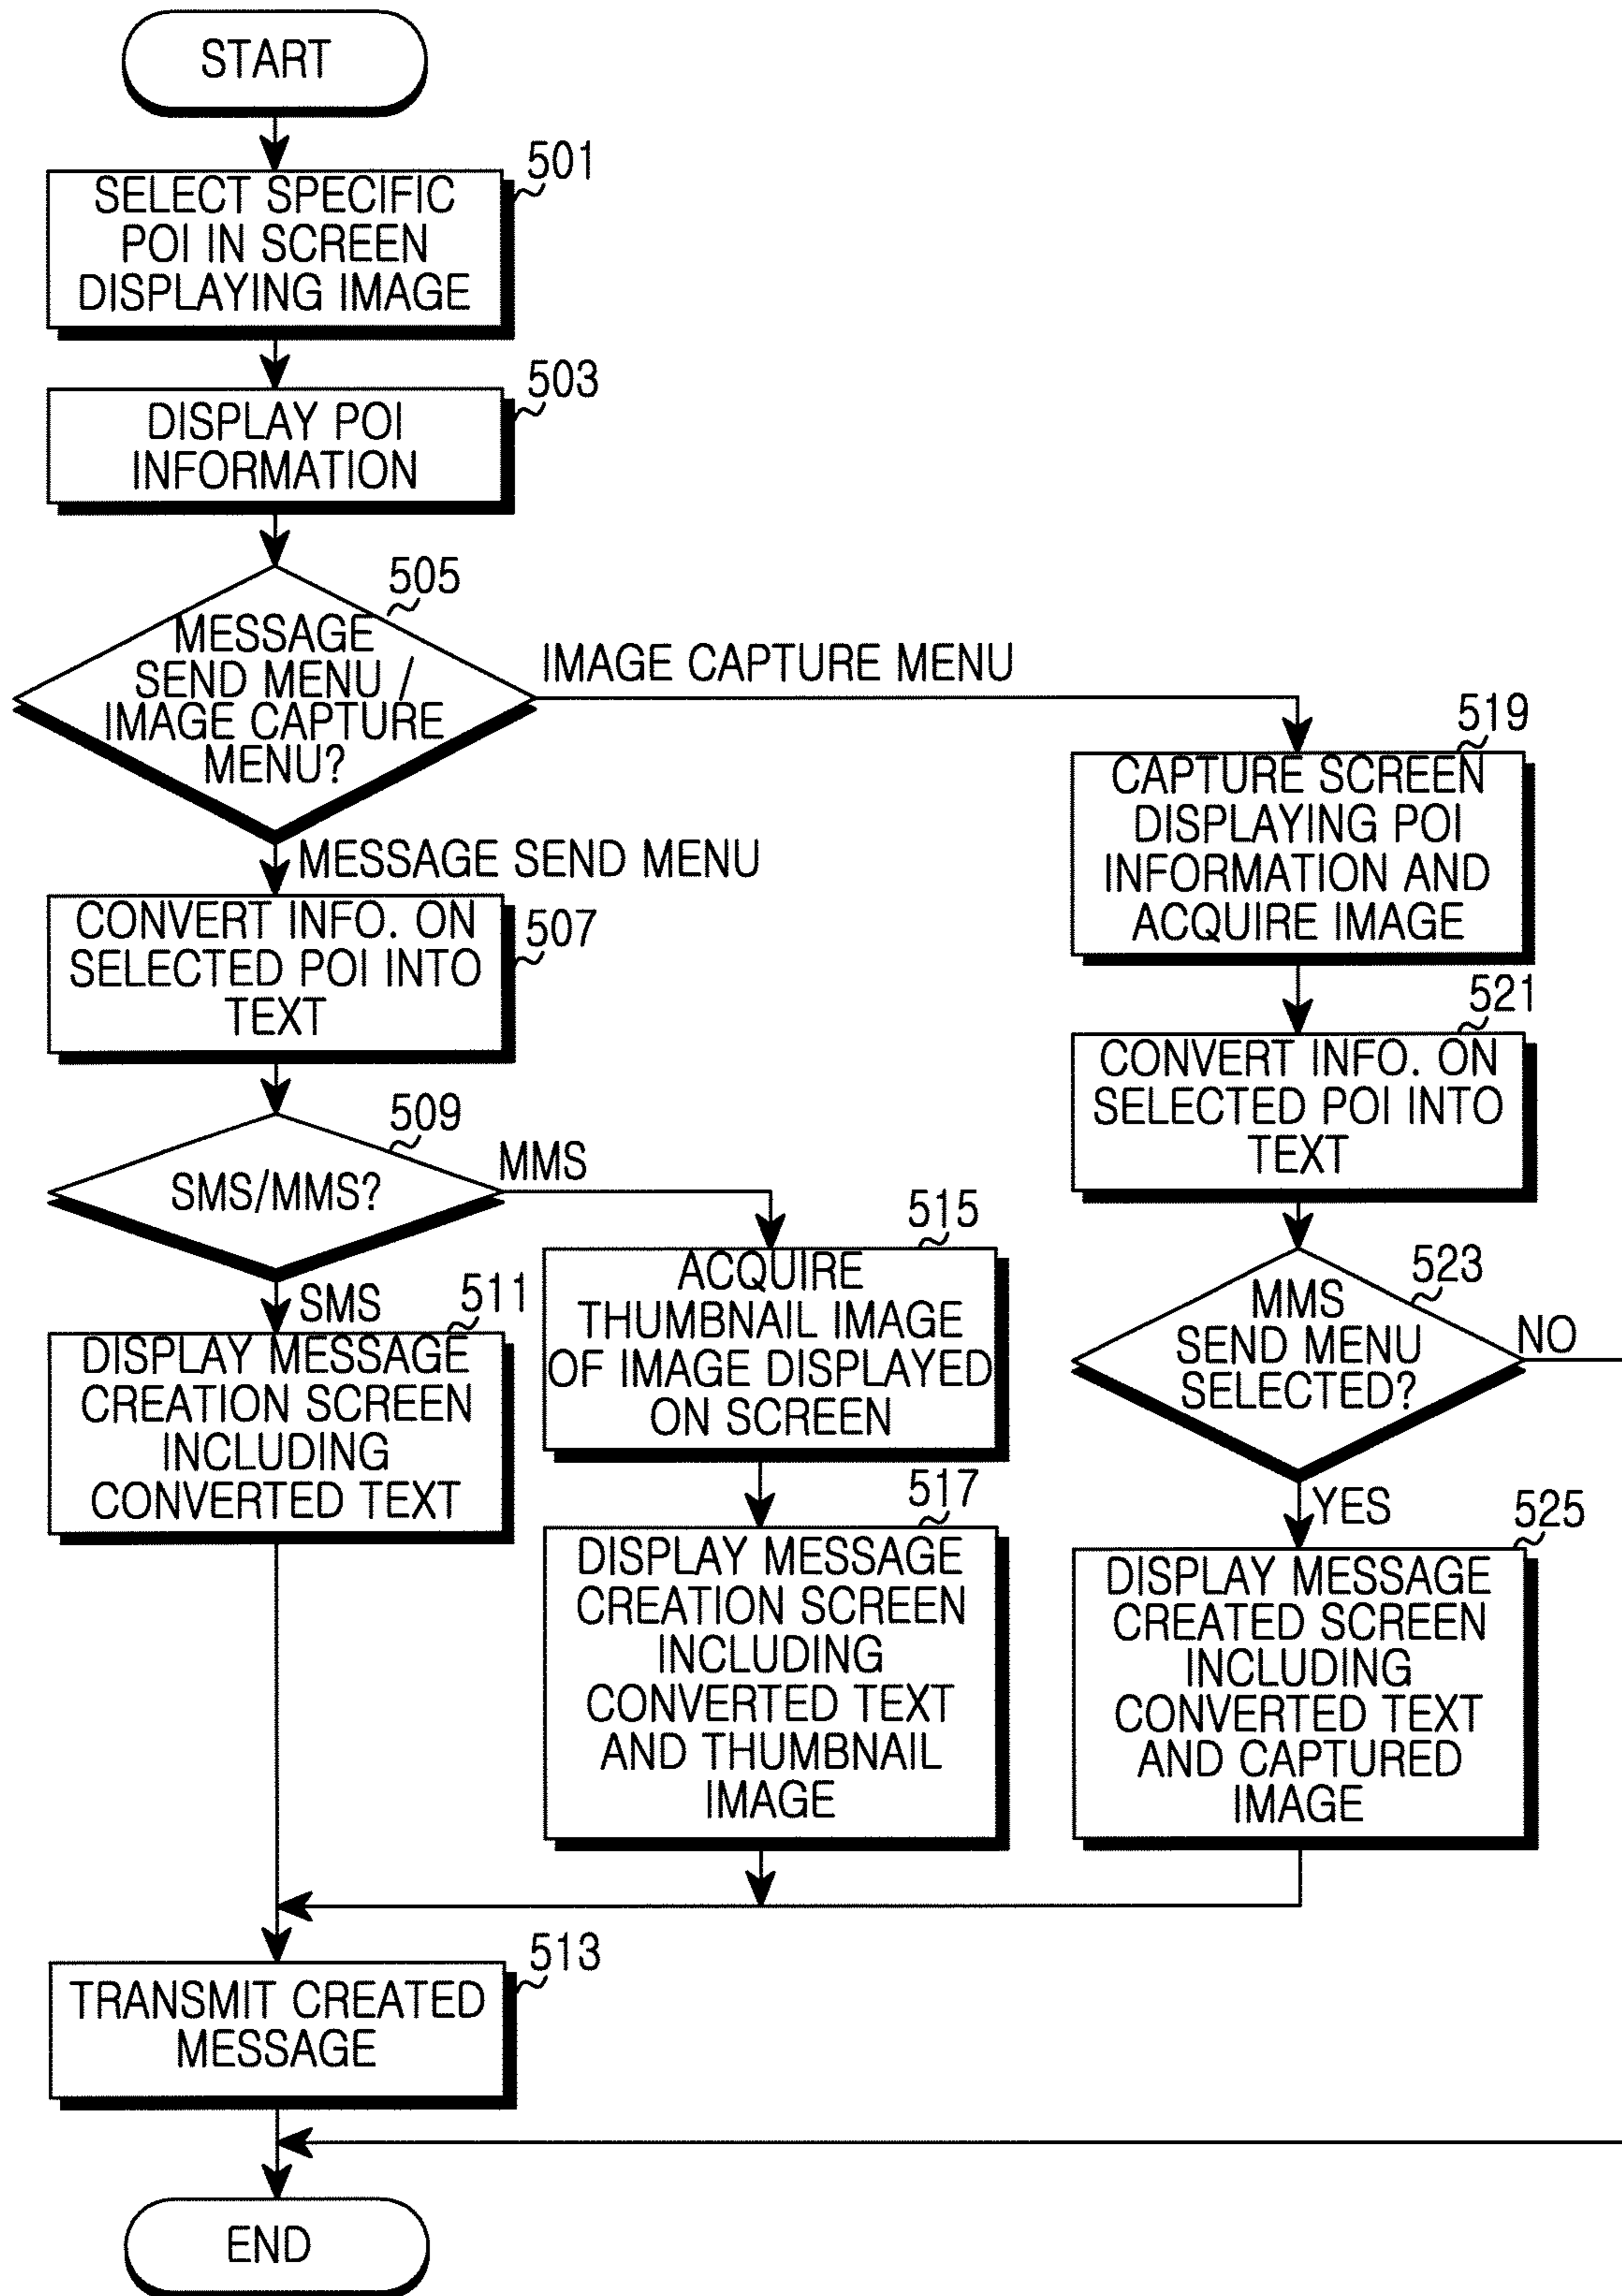 START
501
SELECT SPECIFIC
POI IN SCREEN
DISPLAYING IMAGE
503
DISPLAY POI
INFORMATION
505
MESSAGE
SEND MENU /
IMAGE CAPTURE
MENU?
IMAGE CAPTURE MENU
MESSAGE SEND MENU
507
CONVERT INFO. ON
SELECTED POI INTO
TEXT
509
SMS/MMS?
MMS
SMS
511
DISPLAY MESSAGE
CREATION SCREEN
INCLUDING
CONVERTED TEXT
515
ACQUIRE
THUMBNAIL IMAGE
OF IMAGE DISPLAYED
ON SCREEN
517
DISPLAY MESSAGE
CREATION SCREEN
INCLUDING
CONVERTED TEXT
AND THUMBNAIL
IMAGE
519
CAPTURE SCREEN
DISPLAYING POI
INFORMATION AND
ACQUIRE IMAGE
521
CONVERT INFO. ON
SELECTED POI INTO
TEXT
523
MMS
SEND MENU
SELECTED?
NO
YES
525
DISPLAY MESSAGE
CREATED SCREEN
INCLUDING
CONVERTED TEXT
AND CAPTURED
IMAGE
513
TRANSMIT CREATED
MESSAGE
END